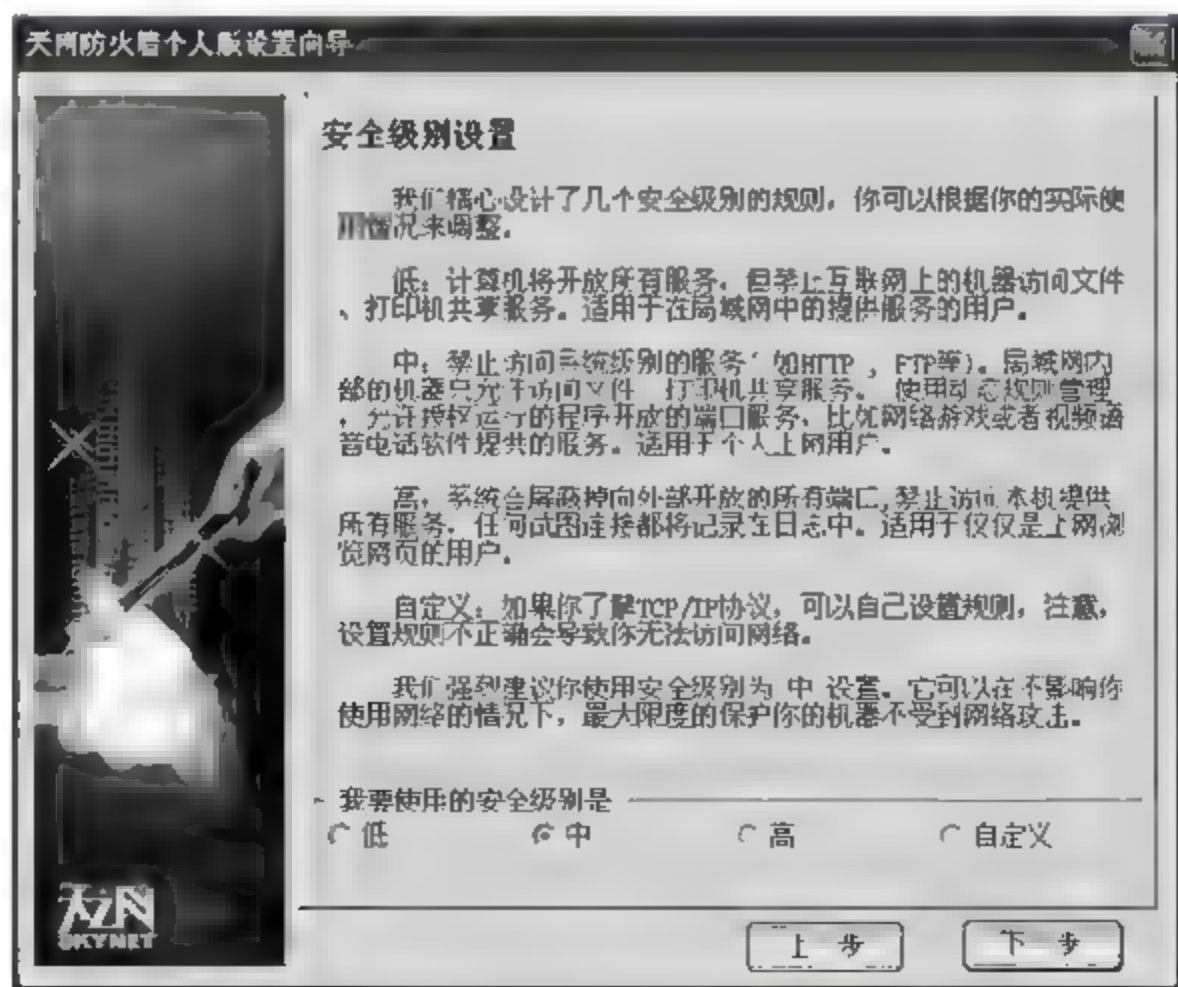 天网防火墙个人版设置向导
安全级别设置
我们精心设计了几个安全级别的规则，你可以根据你的实际使
用情况来调整。
低：计算机将开放所有服务，但禁止互联网上的机器访问文件
、打印机共享服务。适用于在局域网中的提供服务的用户。
中：禁止访问系统级别的服务（如HTTP , FTP等）。局域网内
部的机器只允许访问文件、打印机共享服务。使用动态规则管理
，允许授权运行的程序开放的端口服务，比如网络游戏或者视频语
音电话软件提供的服务。适用于个人上网用户。
高：系统会屏蔽掉向外部开放的所有端口,禁止访问本机提供
所有服务，任何试图连接都将记录在日志中。适用于仅仅是上网浏
览网页的用户。
自定义：如果你了解TCP/IP协议，可以自己设置规则，注意，
设置规则不正确会导致你无法访问网络。
我们强烈建议你使用安全级别为 中 设置。它可以在不影响你
使用网络的情况下，最大限度的保护你的机器不受到网络攻击。
我要使用的安全级别是
低 中 高 自定义
天网
SKYNET
上一步 下一步